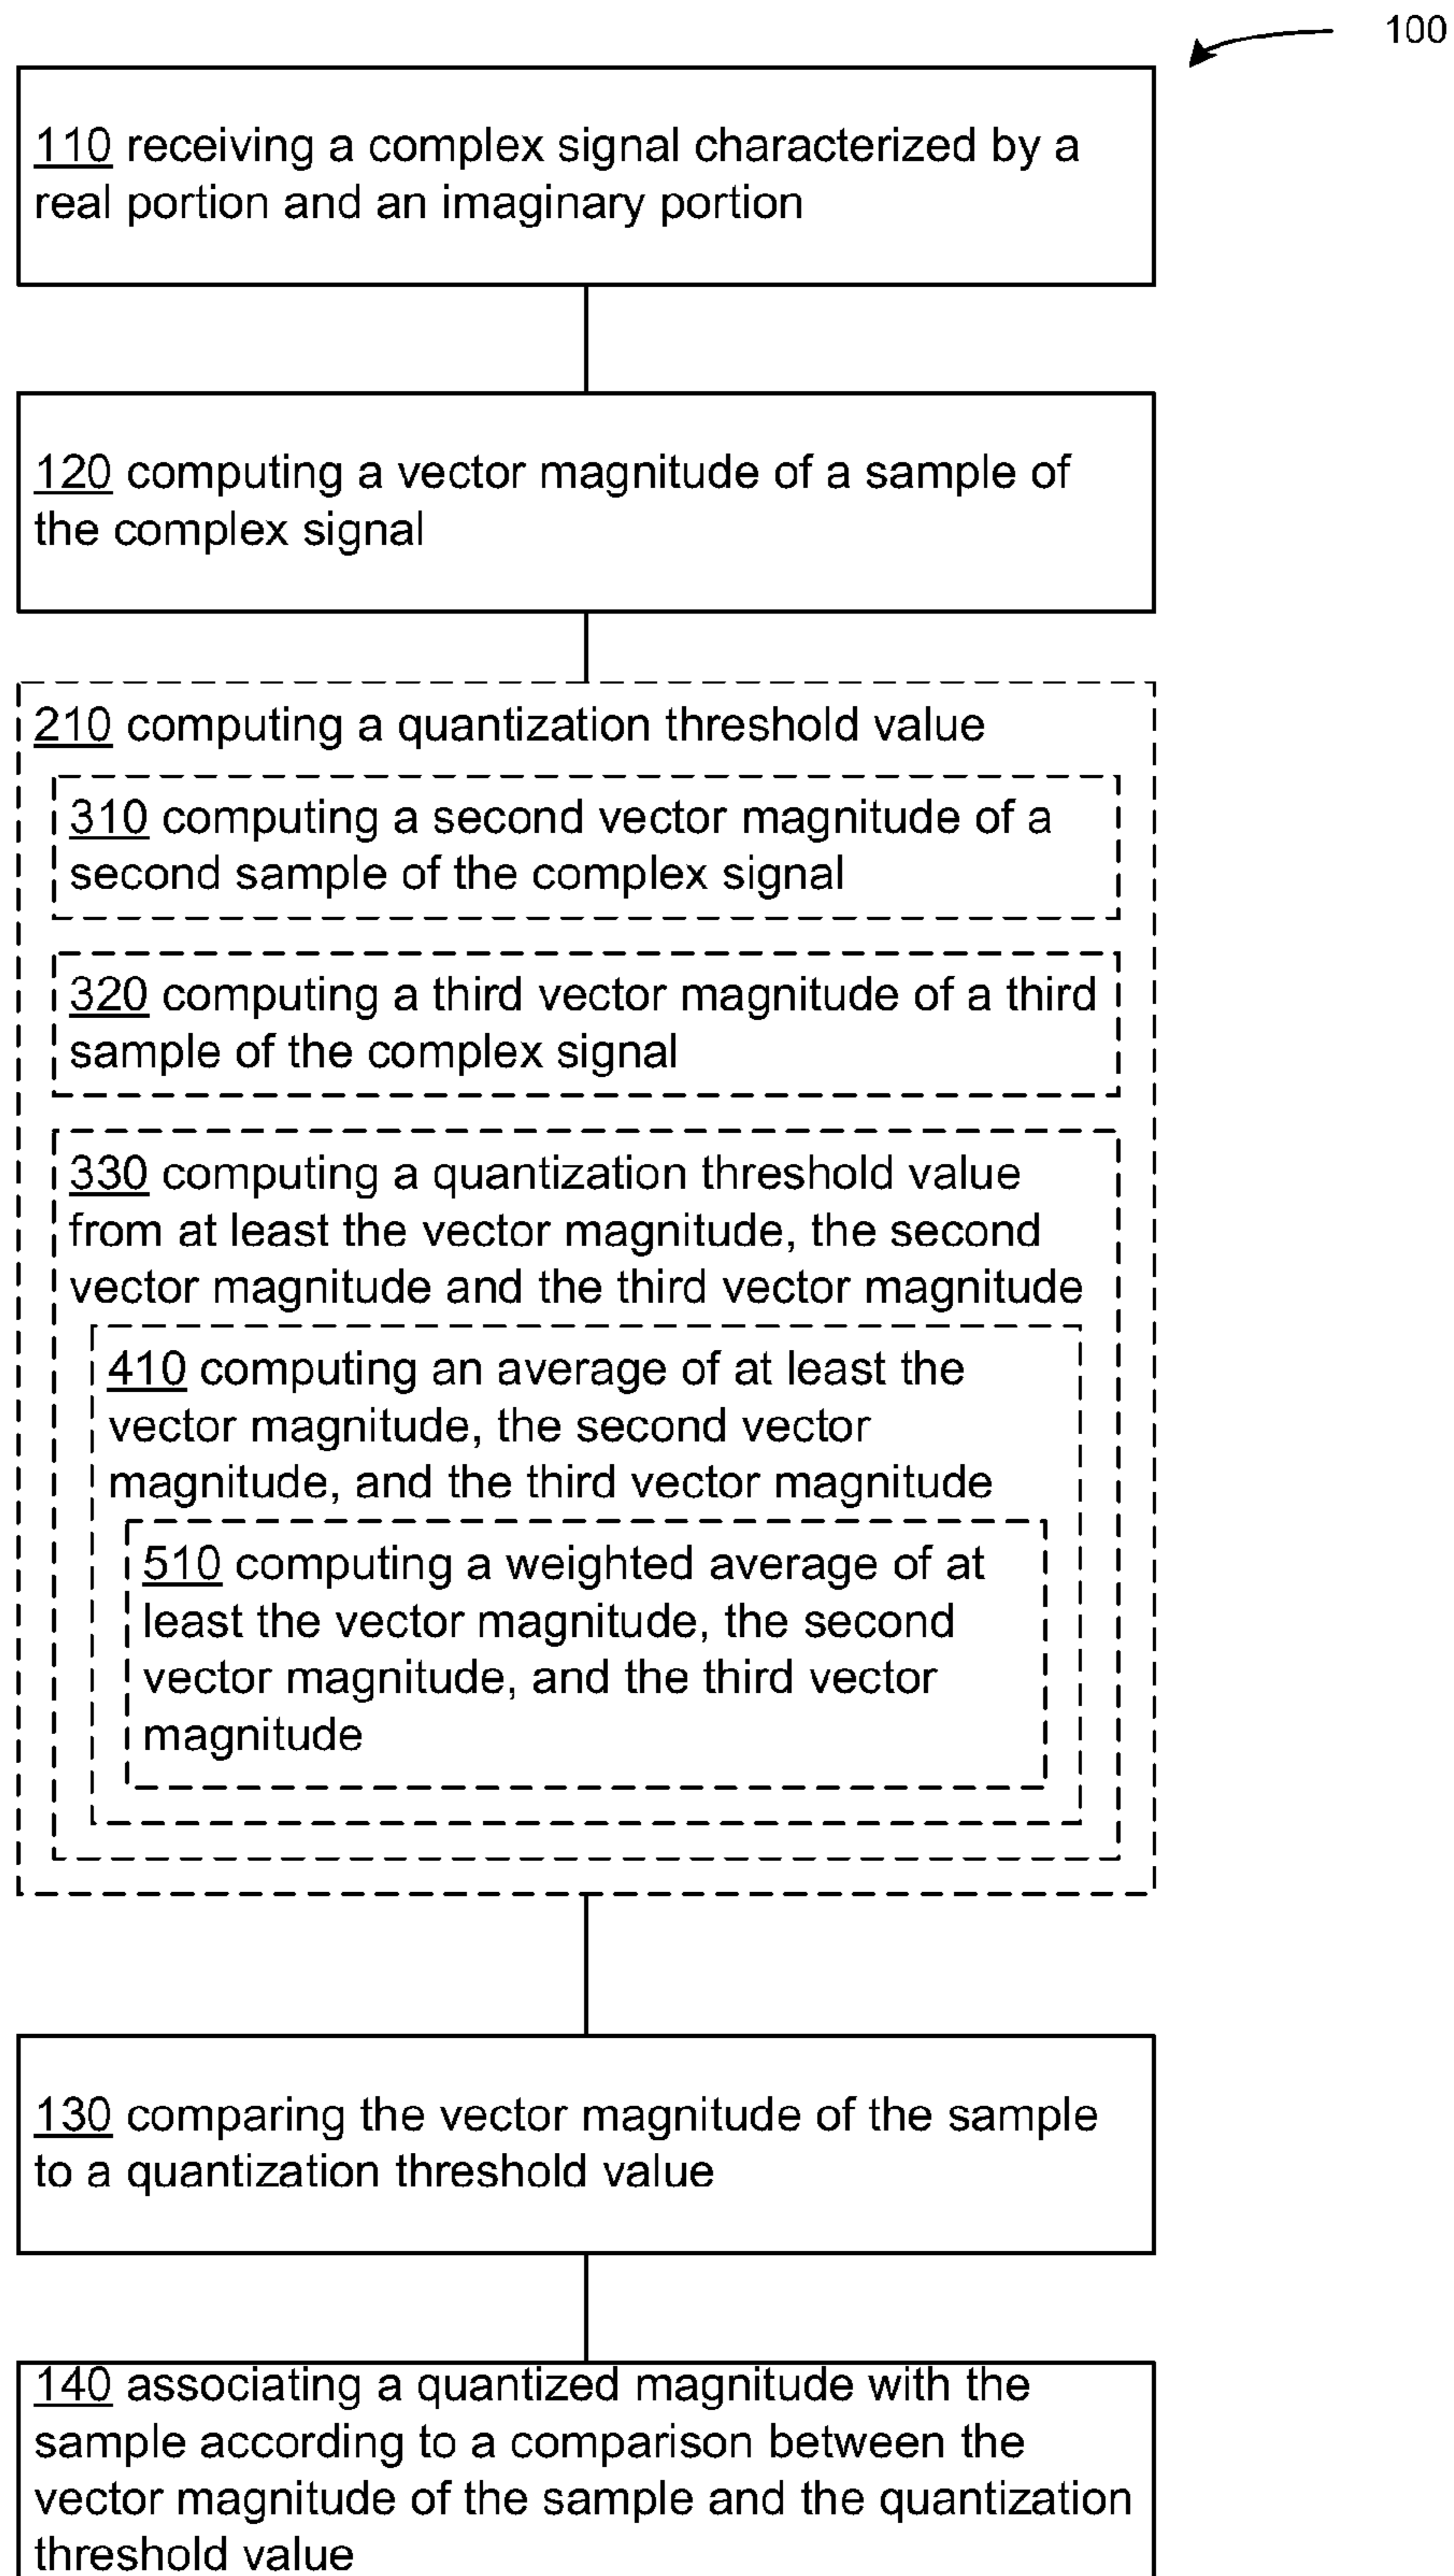 100
110 receiving a complex signal characterized by a
real portion and an imaginary portion
120 computing a vector magnitude of a sample of
the complex signal
210 computing a quantization threshold value
310 computing a second vector magnitude of a
second sample of the complex signal
320 computing a third vector magnitude of a third
sample of the complex signal
330 computing a quantization threshold value
from at least the vector magnitude, the second
vector magnitude and the third vector magnitude
410 computing an average of at least the
vector magnitude, the second vector
magnitude, and the third vector magnitude
510 computing a weighted average of at
least the vector magnitude, the second
vector magnitude, and the third vector
magnitude
130 comparing the vector magnitude of the sample
to a quantization threshold value
140 associating a quantized magnitude with the
sample according to a comparison between the
vector magnitude of the sample and the quantization
threshold value